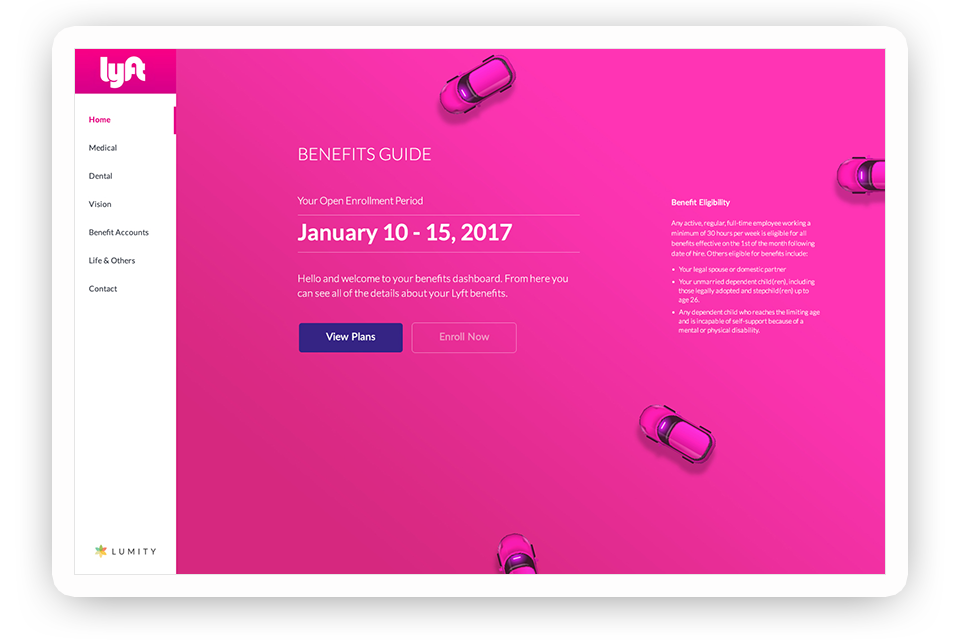 lyft
Home
Medical
Dental
Vision
Benefit Accounts
Life & Others
Contact
LUMITY
BENEFITS GUIDE
Your Open Enrollment Period
January 10 - 15, 2017
Hello and welcome to your benefits dashboard. From here you
can see all of the details about your Lyft benefits.
View Plans
Enroll Now
Benefit Eligibility
Any active, regular, full-time employee working a
minimum of 30 hours per week is eligible for all
benefits effective on the 1st of the month following
date of hire. Others eligible for benefits include:
• Your legal spouse or domestic partner
• Your unmarried dependent child(ren), including
those legally adopted and stepchild(ren) up to
age 26.
• Any dependent child who reaches the limiting age
and is incapable of self-support because of a
mental or physical disability.